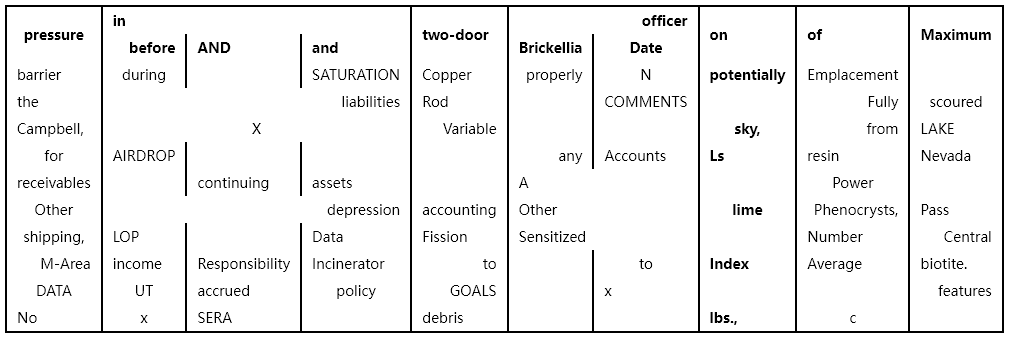 in officer
pressure before AND and two-door Brickellia Date on of Maximum
barrier during SATURATION Copper properly N potentially Emplacement
the liabilities Rod COMMENTS Fully scoured
Campbell, X Variable sky, from LAKE
for AIRDROP any Accounts Ls resin Nevada
receivables continuing assets A Power
Other depression accounting Other lime Phenocrysts, Pass
shipping, LOP Data Fission Sensitized Number Central
M-Area income Responsibility Incinerator to to Index Average biotite.
DATA UT accrued policy GOALS x features
No x SERA debris lbs., c